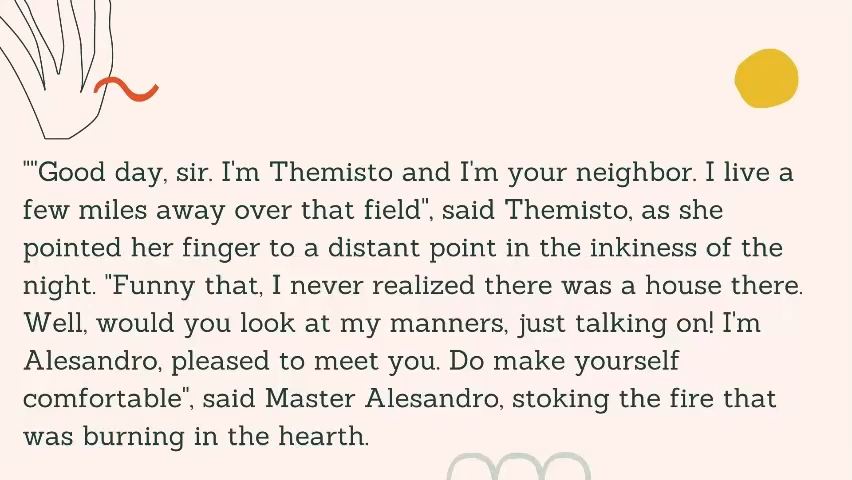 ""Good day, sir. I'm Themisto and I'm your neighbor. I live a
few miles away over that field", said Themisto, as she
pointed her finger to a distant point in the inkiness of the
night. "Funny that, I never realized there was a house there.
Well, would you look at my manners, just talking on! I'm
Alesandro, pleased to meet you. Do make yourself
comfortable", said Master Alesandro, stoking the fire that
was burning in the hearth.